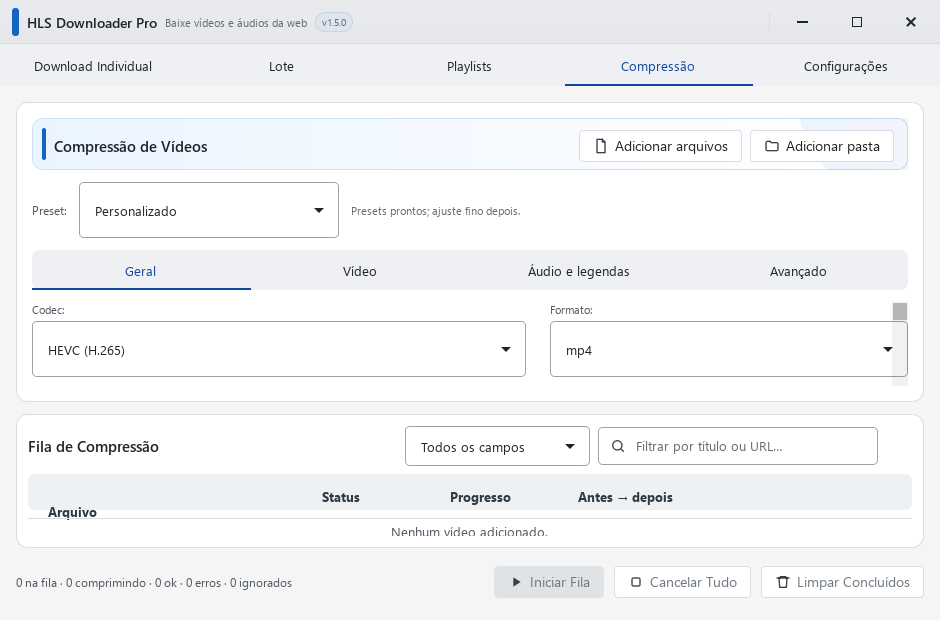 HLS Downloader Pro Baixe vídeos e áudios da web v1.5.0
Download Individual Lote Playlists Compressão Configurações
Compressão de Vídeos Adicionar arquivos Adicionar pasta
Preset: Personalizado Presets prontos; ajuste fino depois.
Geral Vídeo Áudio e legendas Avançado
Codec: Formato:
HEVC (H.265) mp4
Fila de Compressão Todos os campos Filtrar por título ou URL...
Arquivo Status Progresso Antes → depois
Nenhum vídeo adicionado.
0 na fila · 0 comprimindo · 0 ok · 0 erros · 0 ignorados Iniciar Fila Cancelar Tudo Limpar Concluídos